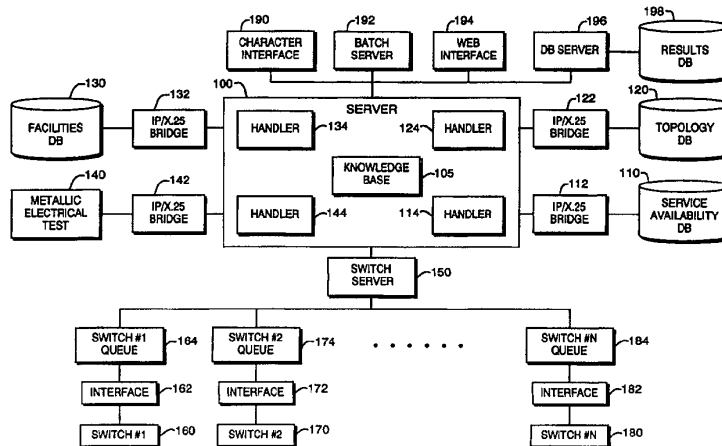 190
192
194
196
198
CHARACTER
INTERFACE
BATCH
SERVER
WEB
INTERFACE
DB SERVER
RESULTS
DB
130
132
100
SERVER
122
120
FACILITIES
DB
IP/X.25
BRIDGE
HANDLER
134
124
HANDLER
IP/X.25
BRIDGE
TOPOLOGY
DB
KNOWLEDGE
BASE
105
140
142
112
110
METALLIC
ELECTRICAL
TEST
IP/X.25
BRIDGE
HANDLER
144
114
HANDLER
IP/X.25
BRIDGE
SERVICE
AVAILABILITY
DB
SWITCH
SERVER
150
SWITCH #1
QUEUE
164
SWITCH #2
QUEUE
174
. . . . . .
SWITCH #N
QUEUE
184
INTERFACE
162
INTERFACE
172
INTERFACE
182
SWITCH #1
160
SWITCH #2
170
SWITCH #N
180